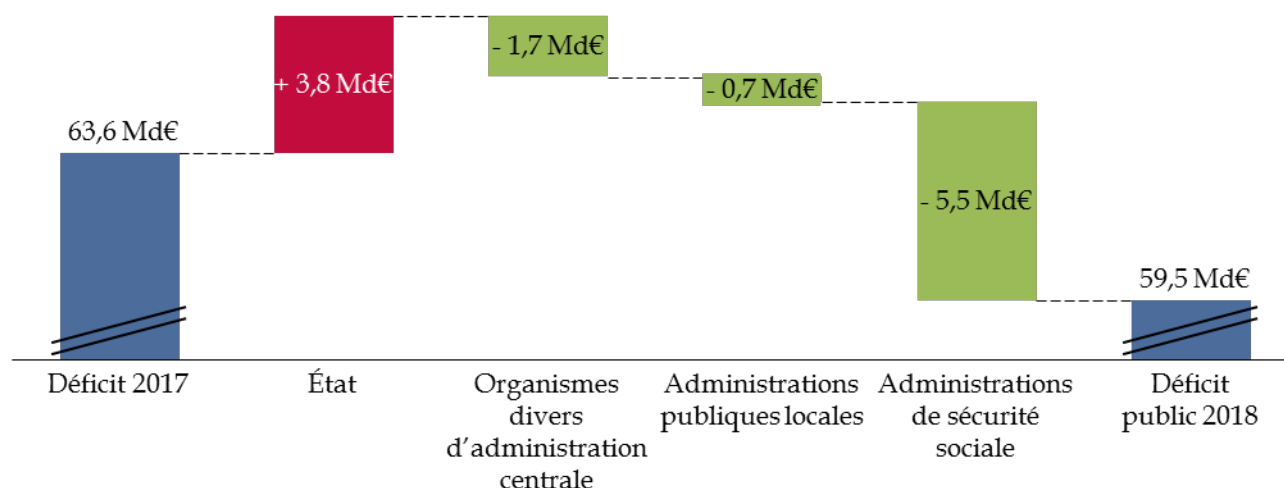 - 1,7 Md€
+ 3,8 Md€
- 0,7 Md€
63,6 Md€
- 5,5 Md€
59,5 Md€
Déficit 2017
État
Organismes
divers
d’administration
centrale
Administrations
publiques locales
Administrations
de sécurité
sociale
Déficit
public 2018